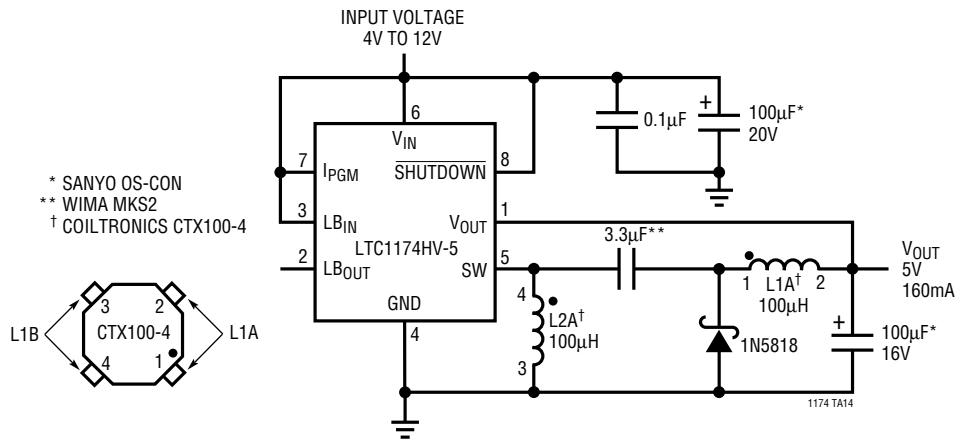 INPUT VOLTAGE
4V TO 12V
6
VIN
7
IPGM
SHUTDOWN
8
0.1µF
+
100µF*
20V
* SANYO OS-CON
** WIMA MKS2
† COILTRONICS CTX100-4
3
LBIN
VOUT
1
LTC1174HV-5
2
LBOUT
SW
5
3.3µF**
GND
4
4
L2A†
100µH
3
1
L1A†
2
100µH
VOUT
5V
160mA
1N5818
+
100µF*
16V
3
2
L1B
CTX100-4
L1A
4
1
1174 TA14